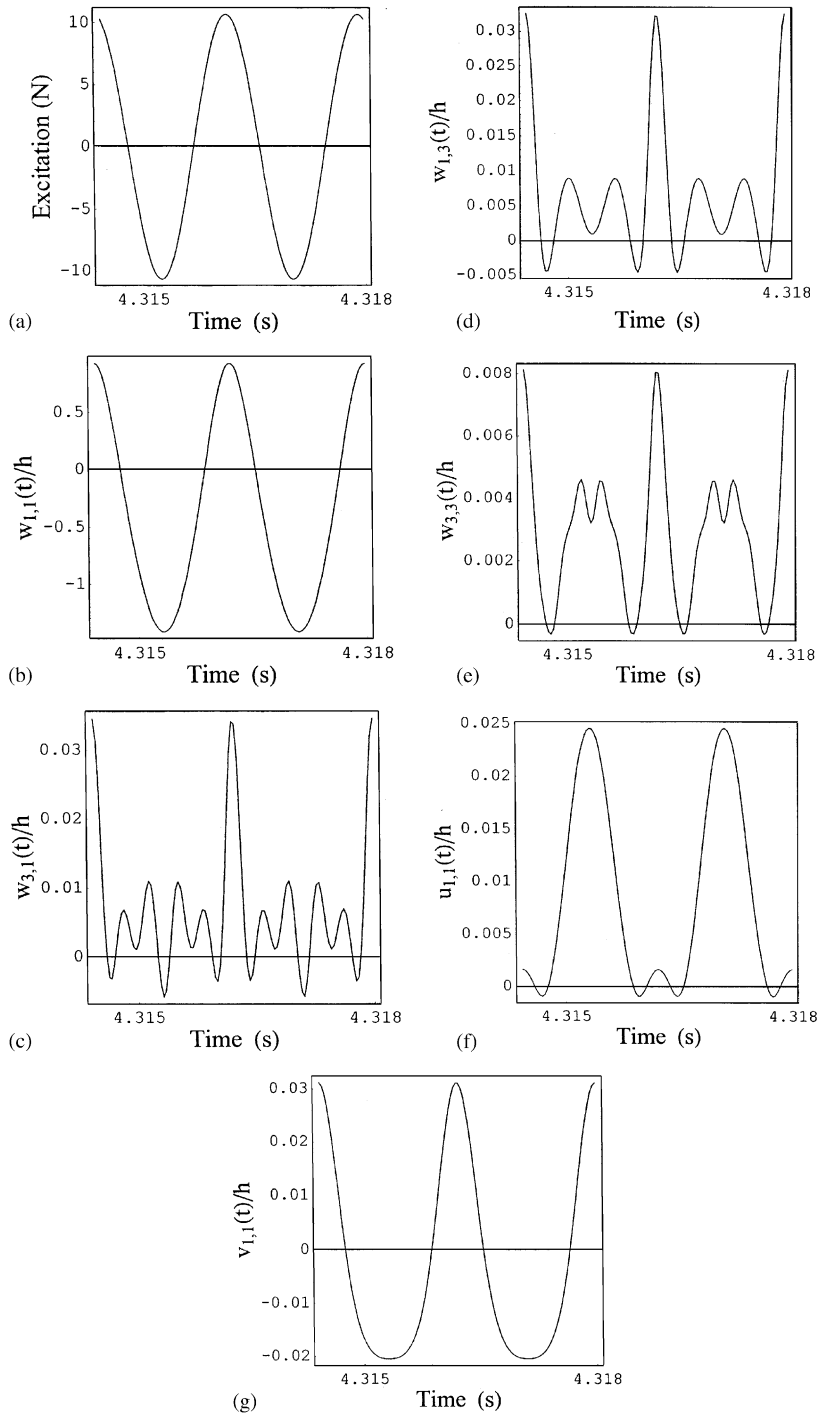 10
5
0
-5
-10
Excitation (N)
4.315
4.318
Time (s)
(a)
0.03
0.025
0.02
0.015
0.01
0.005
0
-0.005
w1,3(t)/h
4.315
4.318
Time (s)
(d)
0.5
0
-0.5
-1
w1,1(t)/h
4.315
4.318
Time (s)
(b)
0.008
0.006
0.004
0.002
0
w3,3(t)/h
4.315
4.318
Time (s)
(e)
0.03
0.02
0.01
0
w3,1(t)/h
4.315
4.318
Time (s)
(c)
0.025
0.02
0.015
0.01
0.005
0
u1,1(t)/h
4.315
4.318
Time (s)
(f)
0.03
0.02
0.01
0
-0.01
-0.02
v1,1(t)/h
4.315
4.318
Time (s)
(g)